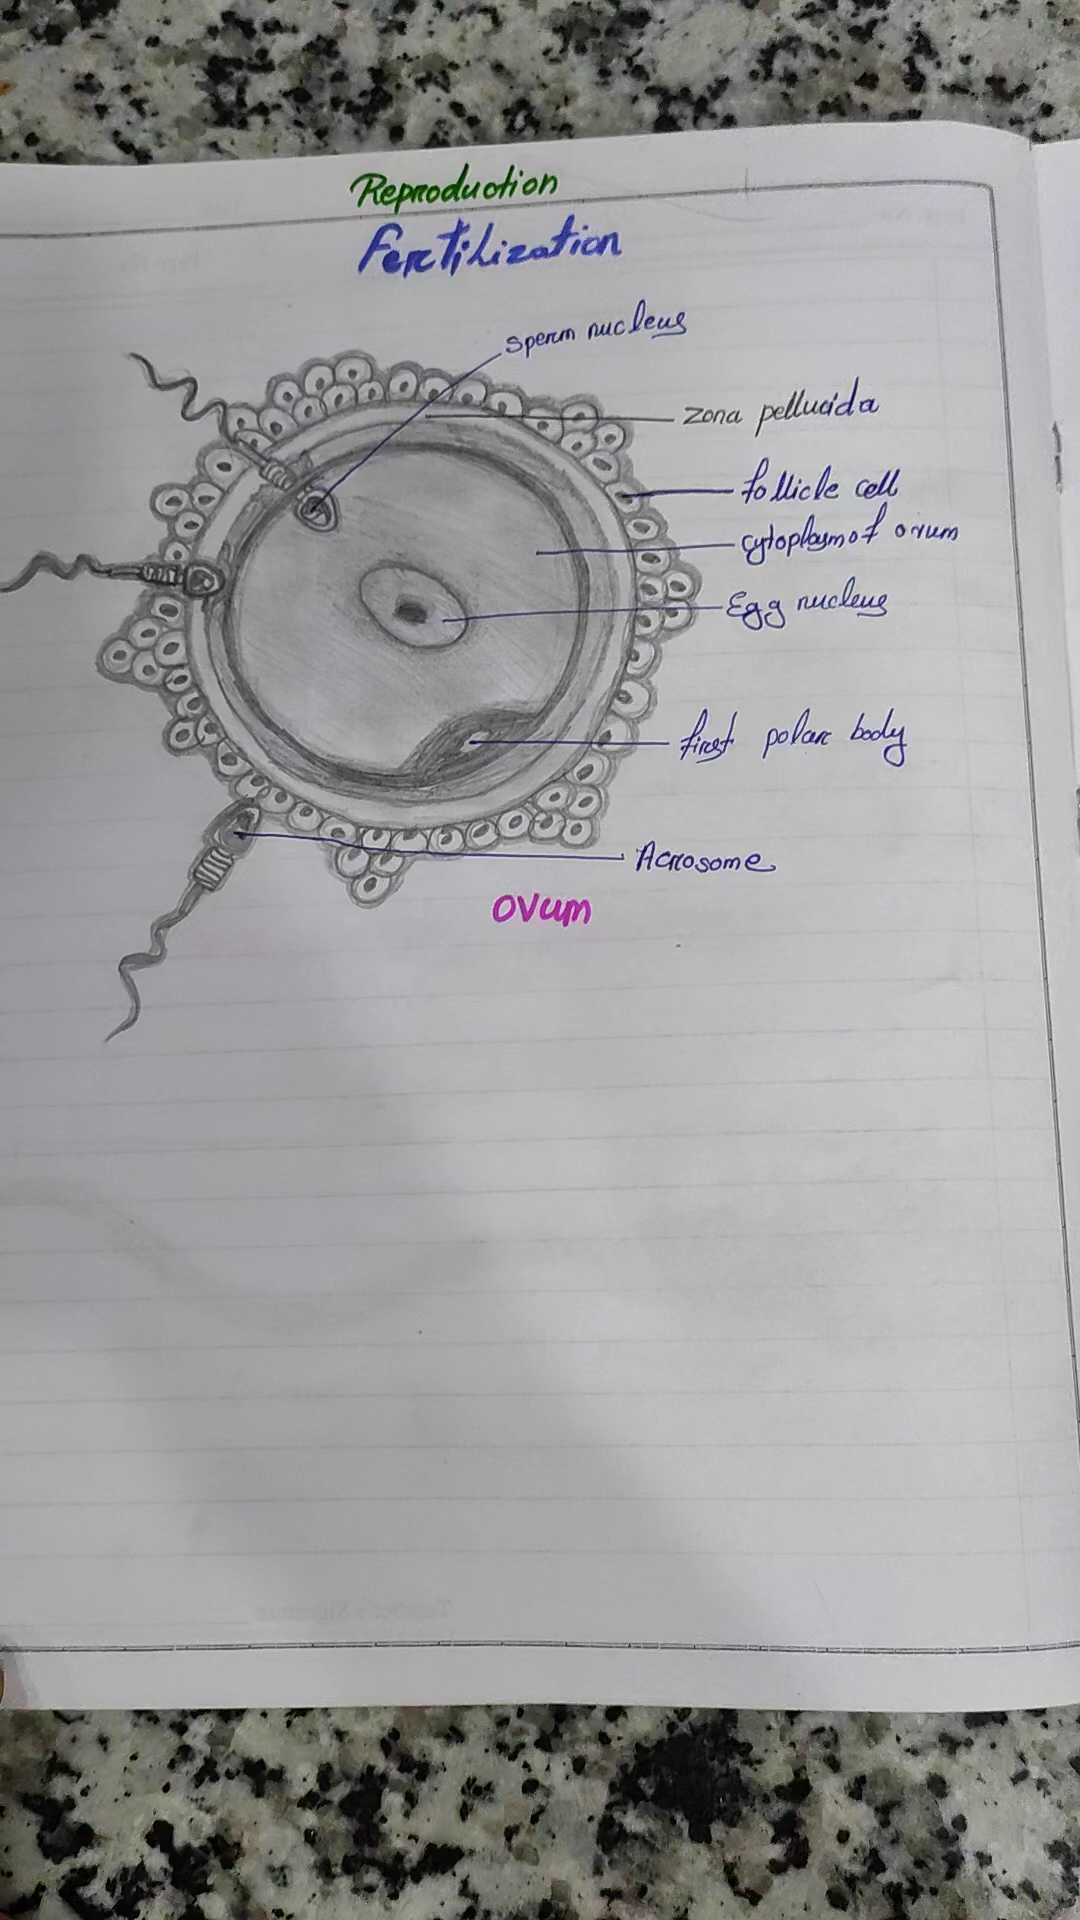 Reproduction
Fertilization
sperm nucleus
zona pellucida
follicle cell
cytoplasm of ovum
Egg nucleus
first polar body
Acrosome
ovum